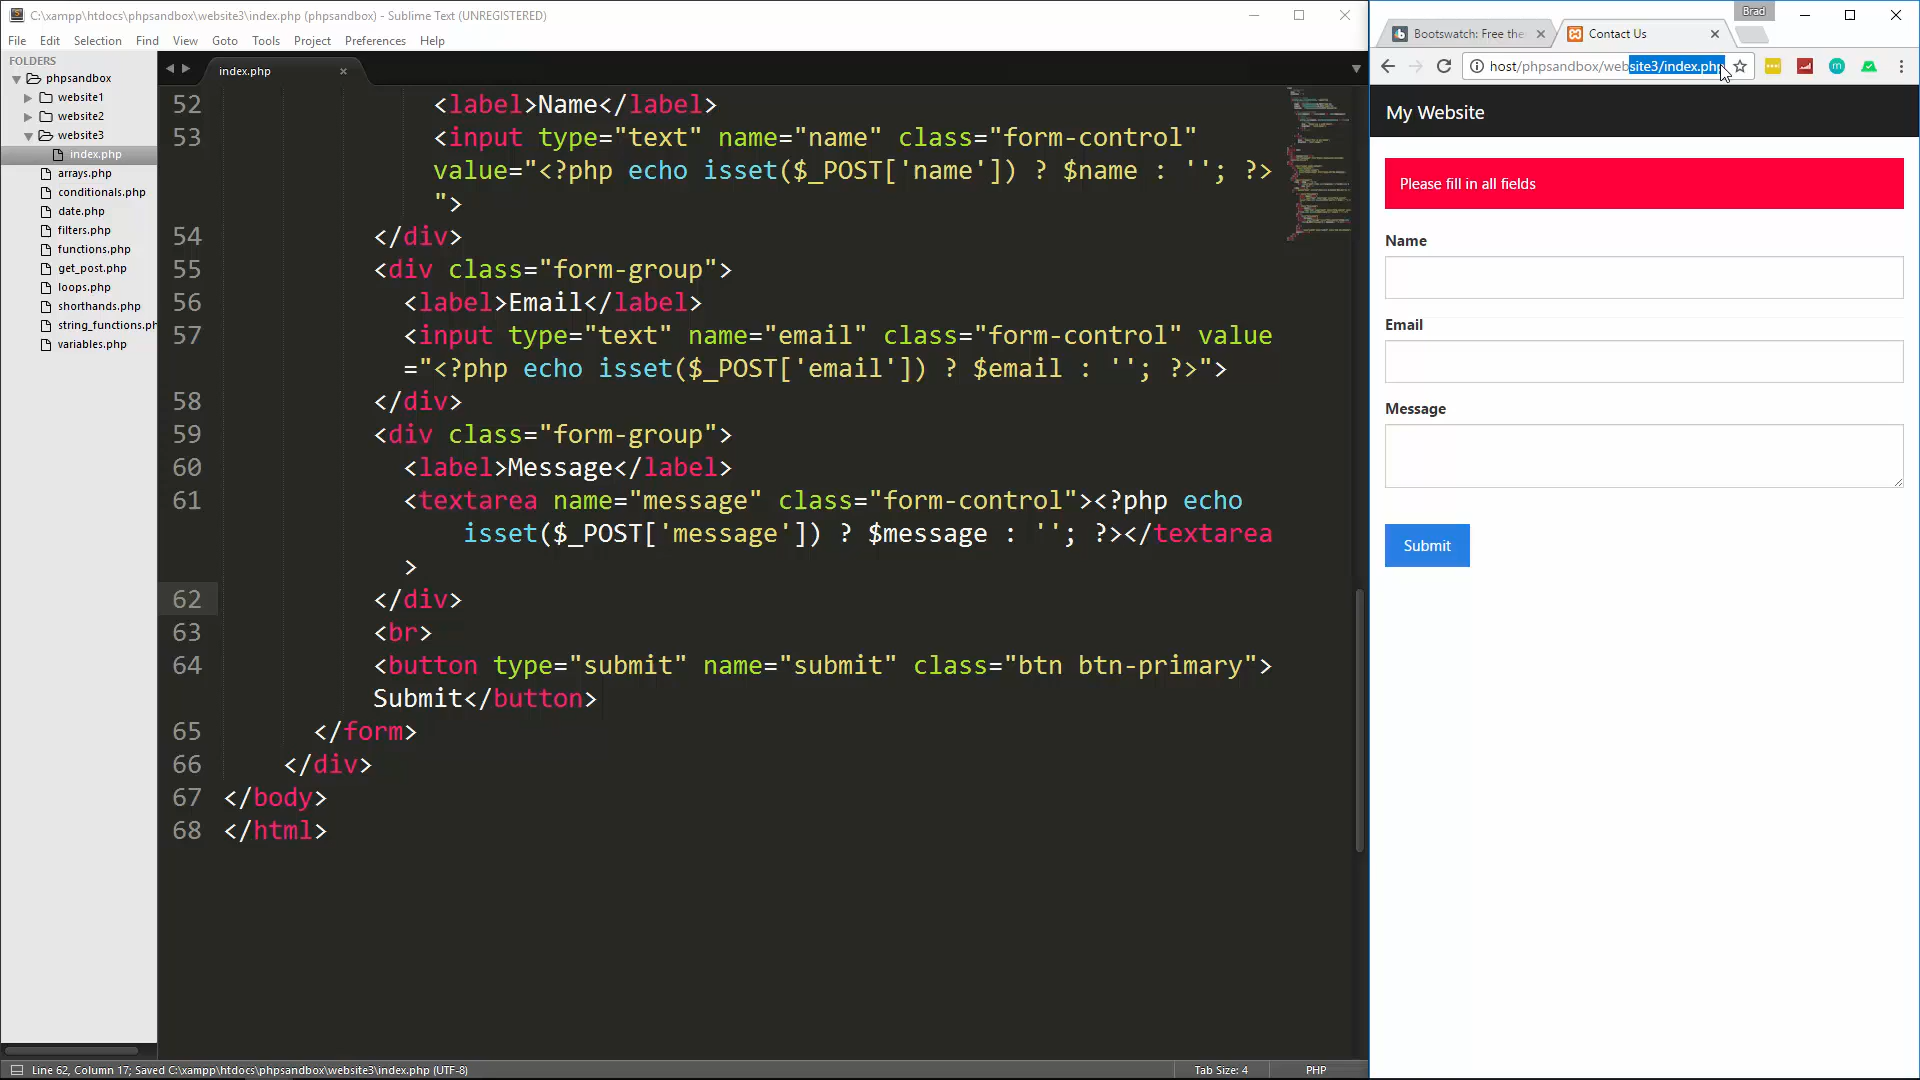 C:\xampp\htdocs\phpsandbox\website3\index.php (phpsandbox) - Sublime Text (UNREGISTERED)
File Edit Selection Find View Goto Tools Project Preferences Help
FOLDERS
phpsandbox
website1
website2
website3
index.php
arrays.php
conditionals.php
date.php
filters.php
functions.php
get_post.php
loops.php
shorthands.php
string_functions.ph
variables.php
index.php
52 <label>Name</label>
53 <input type="text" name="name" class="form-control"
value="<?php echo isset($_POST['name']) ? $name : ''; ?>
">
54 </div>
55 <div class="form-group">
56 <label>Email</label>
57 <input type="text" name="email" class="form-control" value
="<?php echo isset($_POST['email']) ? $email : ''; ?>">
58 </div>
59 <div class="form-group">
60 <label>Message</label>
61 <textarea name="message" class="form-control"><?php echo
isset($_POST['message']) ? $message : ''; ?></textarea
>
62 </div>
63 <br>
64 <button type="submit" name="submit" class="btn btn-primary">
Submit</button>
65 </form>
66 </div>
67 </body>
68 </html>
Line 62, Column 17; Saved C:\xampp\htdocs\phpsandbox\website3\index.php (UTF-8)
Tab Size: 4
PHP
Brad
Bootswatch: Free the
Contact Us
host/phpsandbox/website3/index.php
My Website
Please fill in all fields
Name
Email
Message
Submit